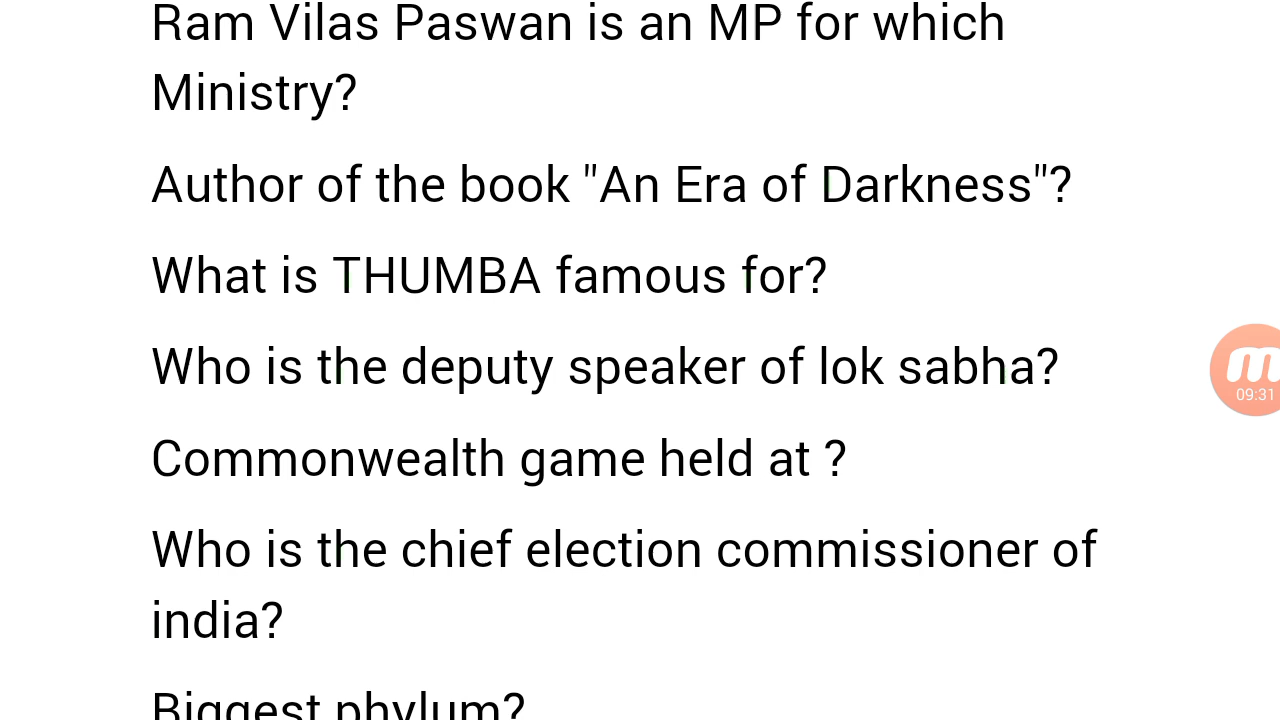 Ram Vilas Paswan is an MP for which
Ministry?
Author of the book "An Era of Darkness"?
What is THUMBA famous for?
Who is the deputy speaker of lok sabha?
09:31
Commonwealth game held at ?
Who is the chief election commissioner of
india?
Biggest phylum?